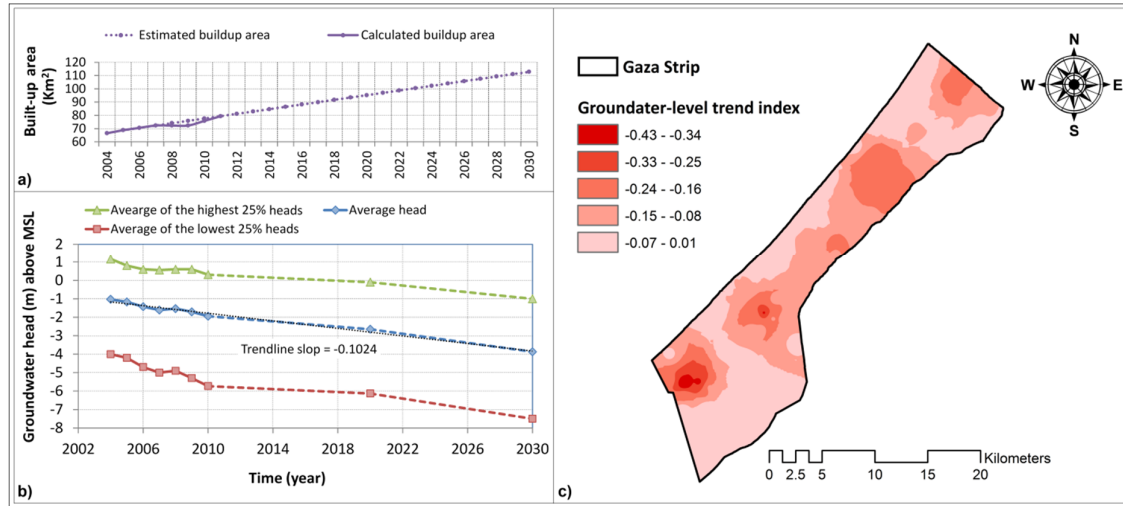 Estimated buildup area
Calculated buildup area
Built-up area
(Km²)
120
110
100
90
80
70
60
2004
2006
2008
2010
2012
2014
2016
2018
2020
2022
2024
2026
2028
2030
a)
Avearge of the highest 25% heads
Average head
Average of the lowest 25% heads
Groundwater head (m) above MSL
2
1
0
-1
-2
-3
-4
-5
-6
-7
-8
Trendline slop = -0.1024
2002
2006
2010
2014
2018
2022
2026
2030
Time (year)
b)
Gaza Strip
Groundater-level trend index
-0.43 - -0.34
-0.33 - -0.25
-0.24 - -0.16
-0.15 - -0.08
-0.07 - 0.01
N
W E
S
Kilometers
0 2.5 5 10 15 20
c)